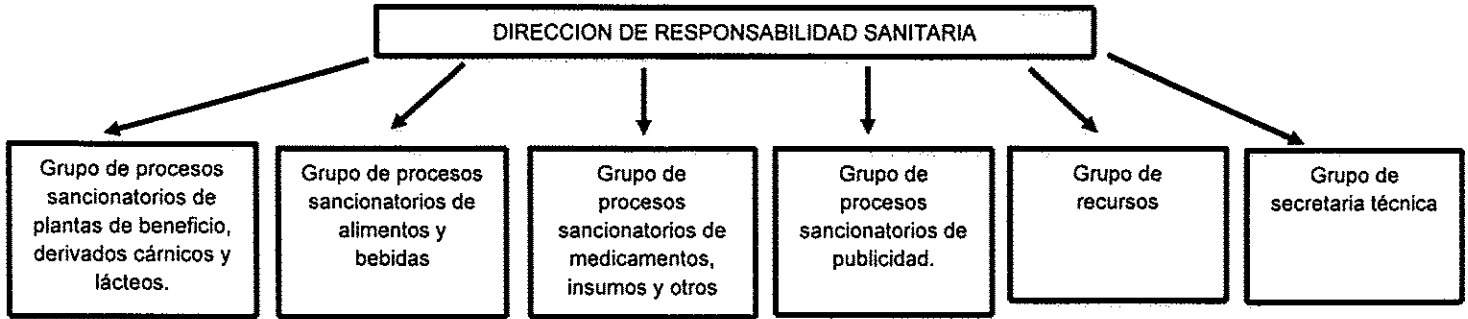 DIRECCION DE RESPONSABILIDAD SANITARIA
Grupo de procesos
sancionatorios de
plantas de beneficio,
derivados cárnicos y
lácteos.
Grupo de procesos
sancionatorios de
alimentos y
bebidas
Grupo de
procesos
sancionatorios de
medicamentos,
insumos y otros
Grupo de
procesos
sancionatorios de
publicidad.
Grupo de
recursos
Grupo de
secretaria técnica